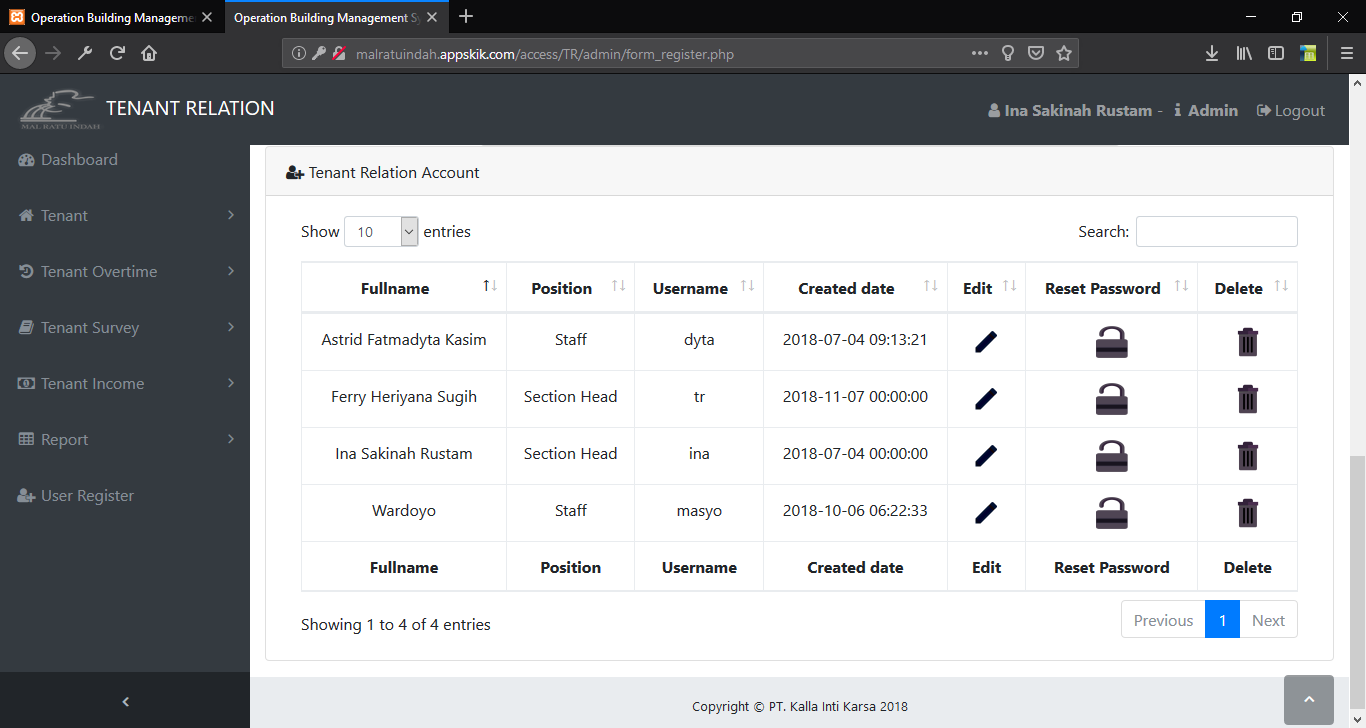 Operation Building Manageme
Operation Building Management Sy
malratuindah.appskik.com/access/TR/admin/form_register.php
MAL RATU INDAH
TENANT RELATION
Ina Sakinah Rustam - Admin Logout
Dashboard
Tenant
Tenant Overtime
Tenant Survey
Tenant Income
Report
User Register
Tenant Relation Account
Show 10 entries Search:
Fullname Position Username Created date Edit Reset Password Delete
Astrid Fatmadyta Kasim Staff dyta 2018-07-04 09:13:21
Ferry Heriyana Sugih Section Head tr 2018-11-07 00:00:00
Ina Sakinah Rustam Section Head ina 2018-07-04 00:00:00
Wardoyo Staff masyo 2018-10-06 06:22:33
Fullname Position Username Created date Edit Reset Password Delete
Showing 1 to 4 of 4 entries Previous 1 Next
Copyright © PT. Kalla Inti Karsa 2018